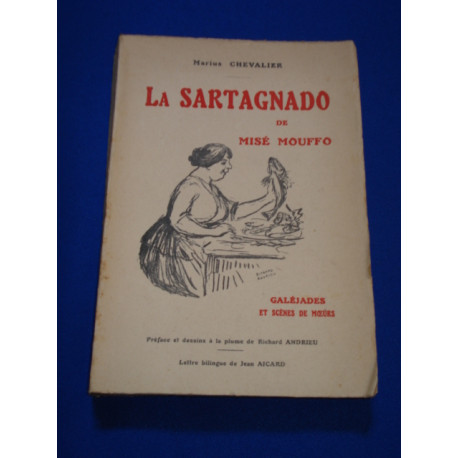 Marius CHEVALIER
LA SARTAGNADO
DE
MISÉ MOUFFO
GALÉJADES
ET SCÈNES DE MŒURS
Préface et dessins à la plume de Richard ANDRIEU
Lettre bilingue de Jean AICARD